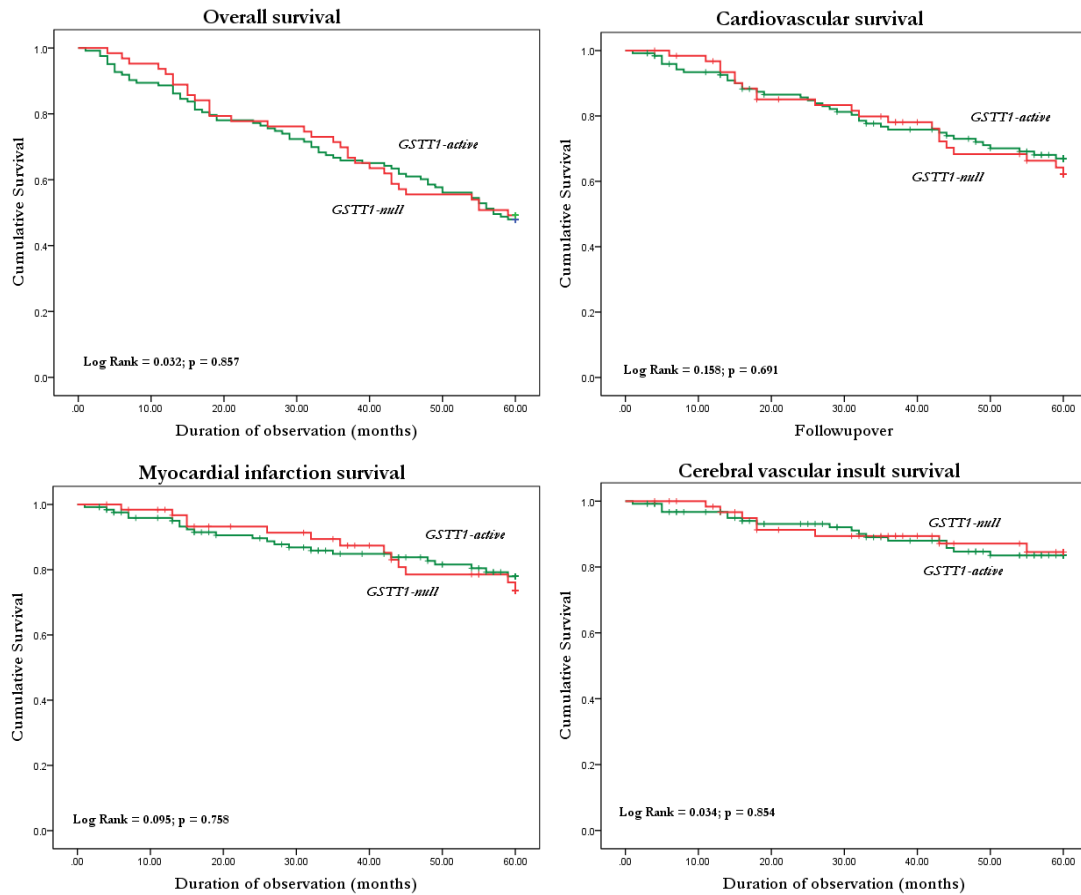 Overall survival
Cumulative Survival
1.0
0.8
0.6
0.4
0.2
0.0
GSTT1-active
GSTT1-null
Log Rank = 0.032; p = 0.857
.00 10.00 20.00 30.00 40.00 50.00 60.00
Duration of observation (months)
Cardiovascular survival
Cumulative Survival
1.0
0.8
0.6
0.4
0.2
0.0
GSTT1-active
GSTT1-null
Log Rank = 0.158; p = 0.691
.00 10.00 20.00 30.00 40.00 50.00 60.00
Followupover
Myocardial infarction survival
Cumulative Survival
1.0
0.8
0.6
0.4
0.2
0.0
GSTT1-active
GSTT1-null
Log Rank = 0.095; p = 0.758
.00 10.00 20.00 30.00 40.00 50.00 60.00
Duration of observation (months)
Cerebral vascular insult survival
Cumulative Survival
1.0
0.8
0.6
0.4
0.2
0.0
GSTT1-null
GSTT1-active
Log Rank = 0.034; p = 0.854
.00 10.00 20.00 30.00 40.00 50.00 60.00
Duration of observation (months)